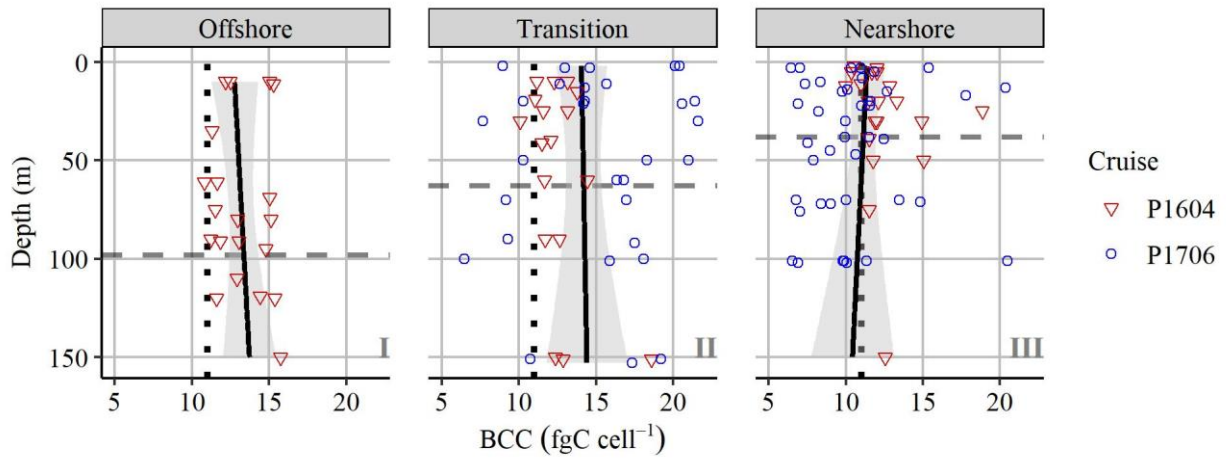 Offshore
Transition
Nearshore
0
50
100
150
Depth (m)
I
II
III
5 10 15 20
5 10 15 20
5 10 15 20
BCC (fgC cell⁻¹)
Cruise
P1604
P1706